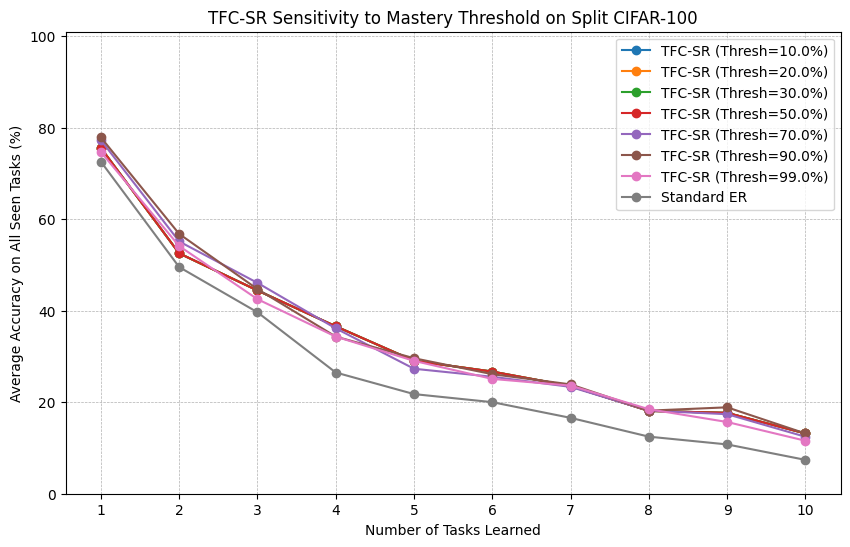 TFC-SR Sensitivity to Mastery Threshold on Split CIFAR-100
100
80
60
40
20
0
Average Accuracy on All Seen Tasks (%)
TFC-SR (Thresh=10.0%)
TFC-SR (Thresh=20.0%)
TFC-SR (Thresh=30.0%)
TFC-SR (Thresh=50.0%)
TFC-SR (Thresh=70.0%)
TFC-SR (Thresh=90.0%)
TFC-SR (Thresh=99.0%)
Standard ER
1 2 3 4 5 6 7 8 9 10
Number of Tasks Learned